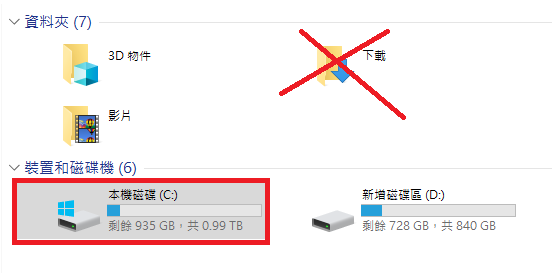 資料夾 (7)
3D 物件
下載
影片
裝置和磁碟機 (6)
本機磁碟 (C:)
剩餘 935 GB，共 0.99 TB
新增磁碟區 (D:)
剩餘 728 GB，共 840 GB